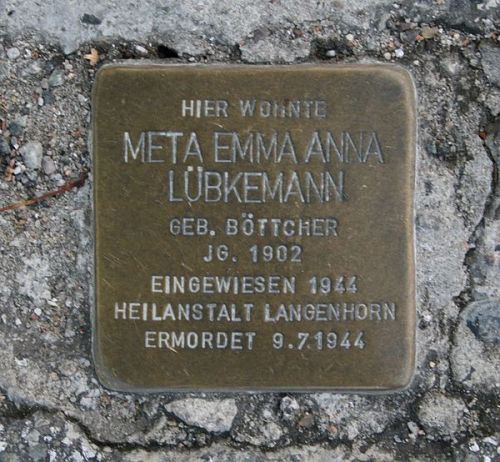 HIER WOHNTE
META EMMA ANNA
LÜBKEMANN
GEB. BÖTTCHER
JG. 1902
EINGEWIESEN 1944
HEILANSTALT LANGENHORN
ERMORDET 9.7.1944